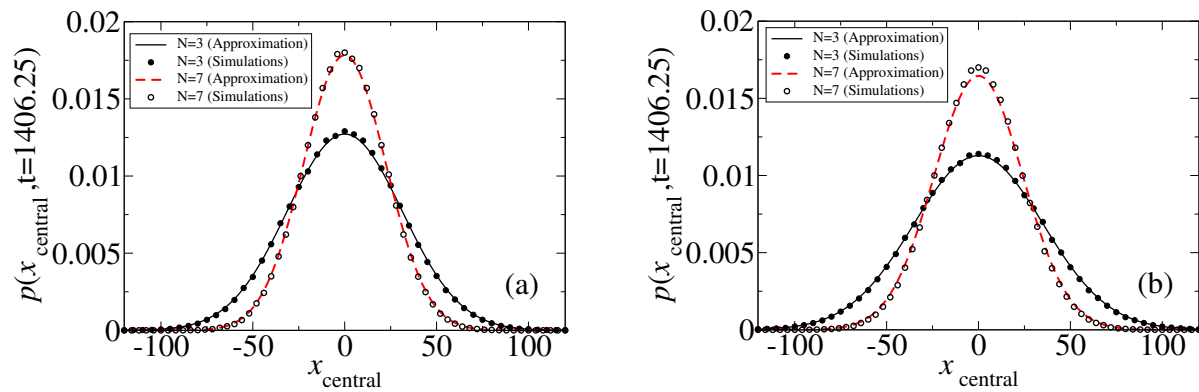 0.02
0.015
0.01
0.005
0
p(x_central,t=1406.25)
N=3 (Approximation)
N=3 (Simulations)
N=7 (Approximation)
N=7 (Simulations)
(a)
-100 -50 0 50 100
x_central
0.02
0.015
0.01
0.005
0
p(x_central,t=1406.25)
N=3 (Approximation)
N=3 (Simulations)
N=7 (Approximation)
N=7 (Simulations)
(b)
-100 -50 0 50 100
x_central